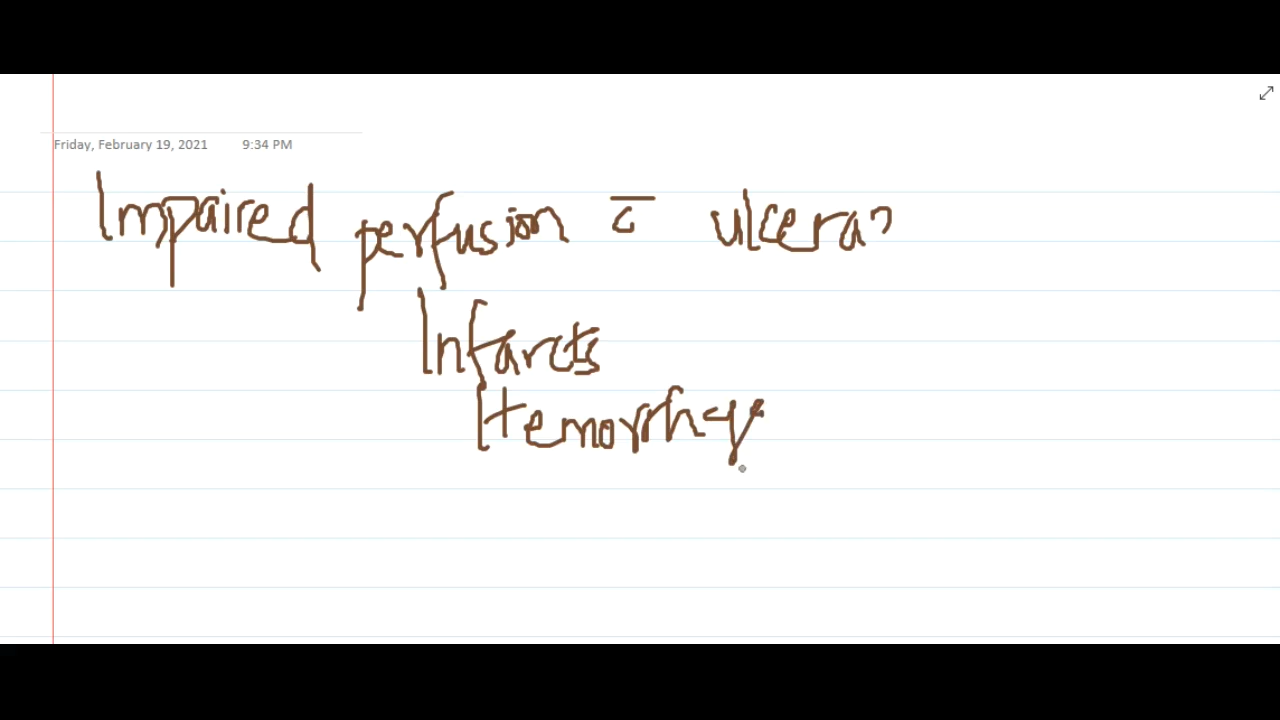 Friday, February 19, 2021 9:34 PM
Impaired perfusion c̅ ulceran
Infarcts
Hemorrhage